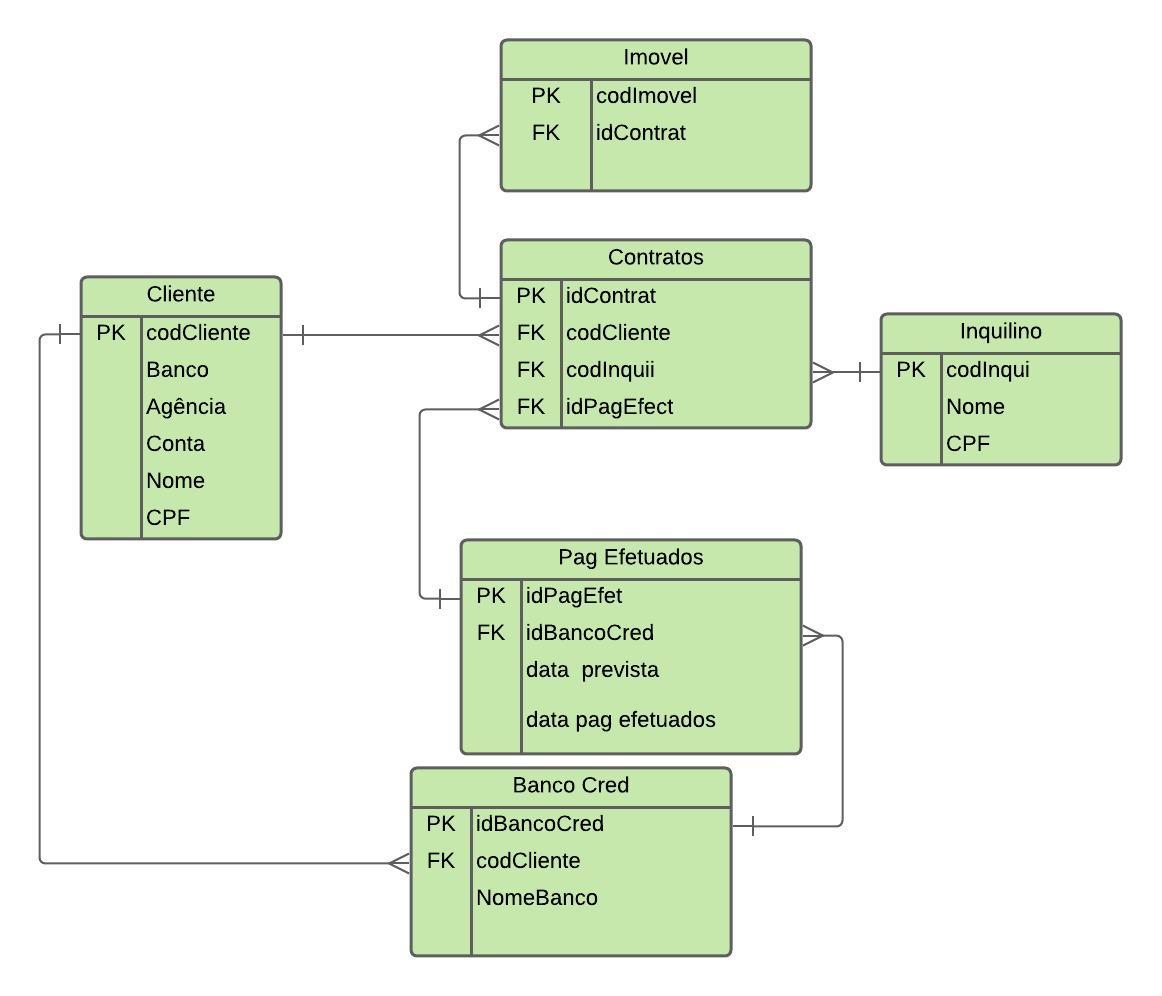 Imovel
PK codImovel
FK idContrat
Contratos
PK idContrat
FK codCliente
FK codInquii
FK idPagEfect
Cliente
PK codCliente
Banco
Agência
Conta
Nome
CPF
Inquilino
PK codInqui
Nome
CPF
Pag Efetuados
PK idPagEfet
FK idBancoCred
data prevista
data pag efetuados
Banco Cred
PK idBancoCred
FK codCliente
NomeBanco